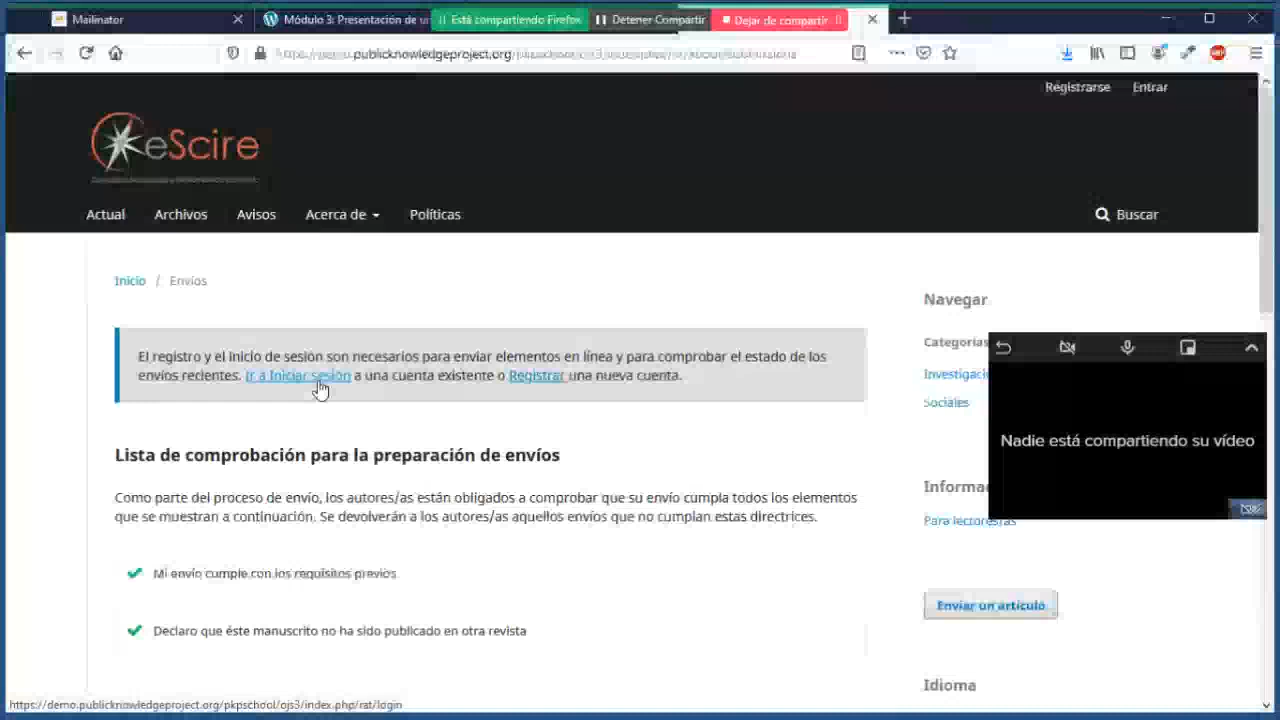 Mailinator
Módulo 3: Presentación de un
Está compartiendo Firefox
Detener Compartir
Dejar de compartir
publicknowledgeproject.org
Registrarse Entrar
eScire
Actual Archivos Avisos Acerca de Políticas Buscar
Inicio / Envíos
El registro y el inicio de sesión son necesarios para enviar elementos en línea y para comprobar el estado de los
envíos recientes. Ir a Iniciar sesión a una cuenta existente o Registrar una nueva cuenta.
Lista de comprobación para la preparación de envíos
Como parte del proceso de envío, los autores/as están obligados a comprobar que su envío cumpla todos los elementos
que se muestran a continuación. Se devolverán a los autores/as aquellos envíos que no cumplan estas directrices.
Mi envío cumple con los requisitos previos
Declaro que éste manuscrito no ha sido publicado en otra revista
Navegar
Categorías
Investigaci
Sociales
Nadie está compartiendo su vídeo
Informac
Para lectores/as
Enviar un artículo
Idioma
https://demo.publicknowledgeproject.org/pkpschool/ojs3/index.php/rat/login